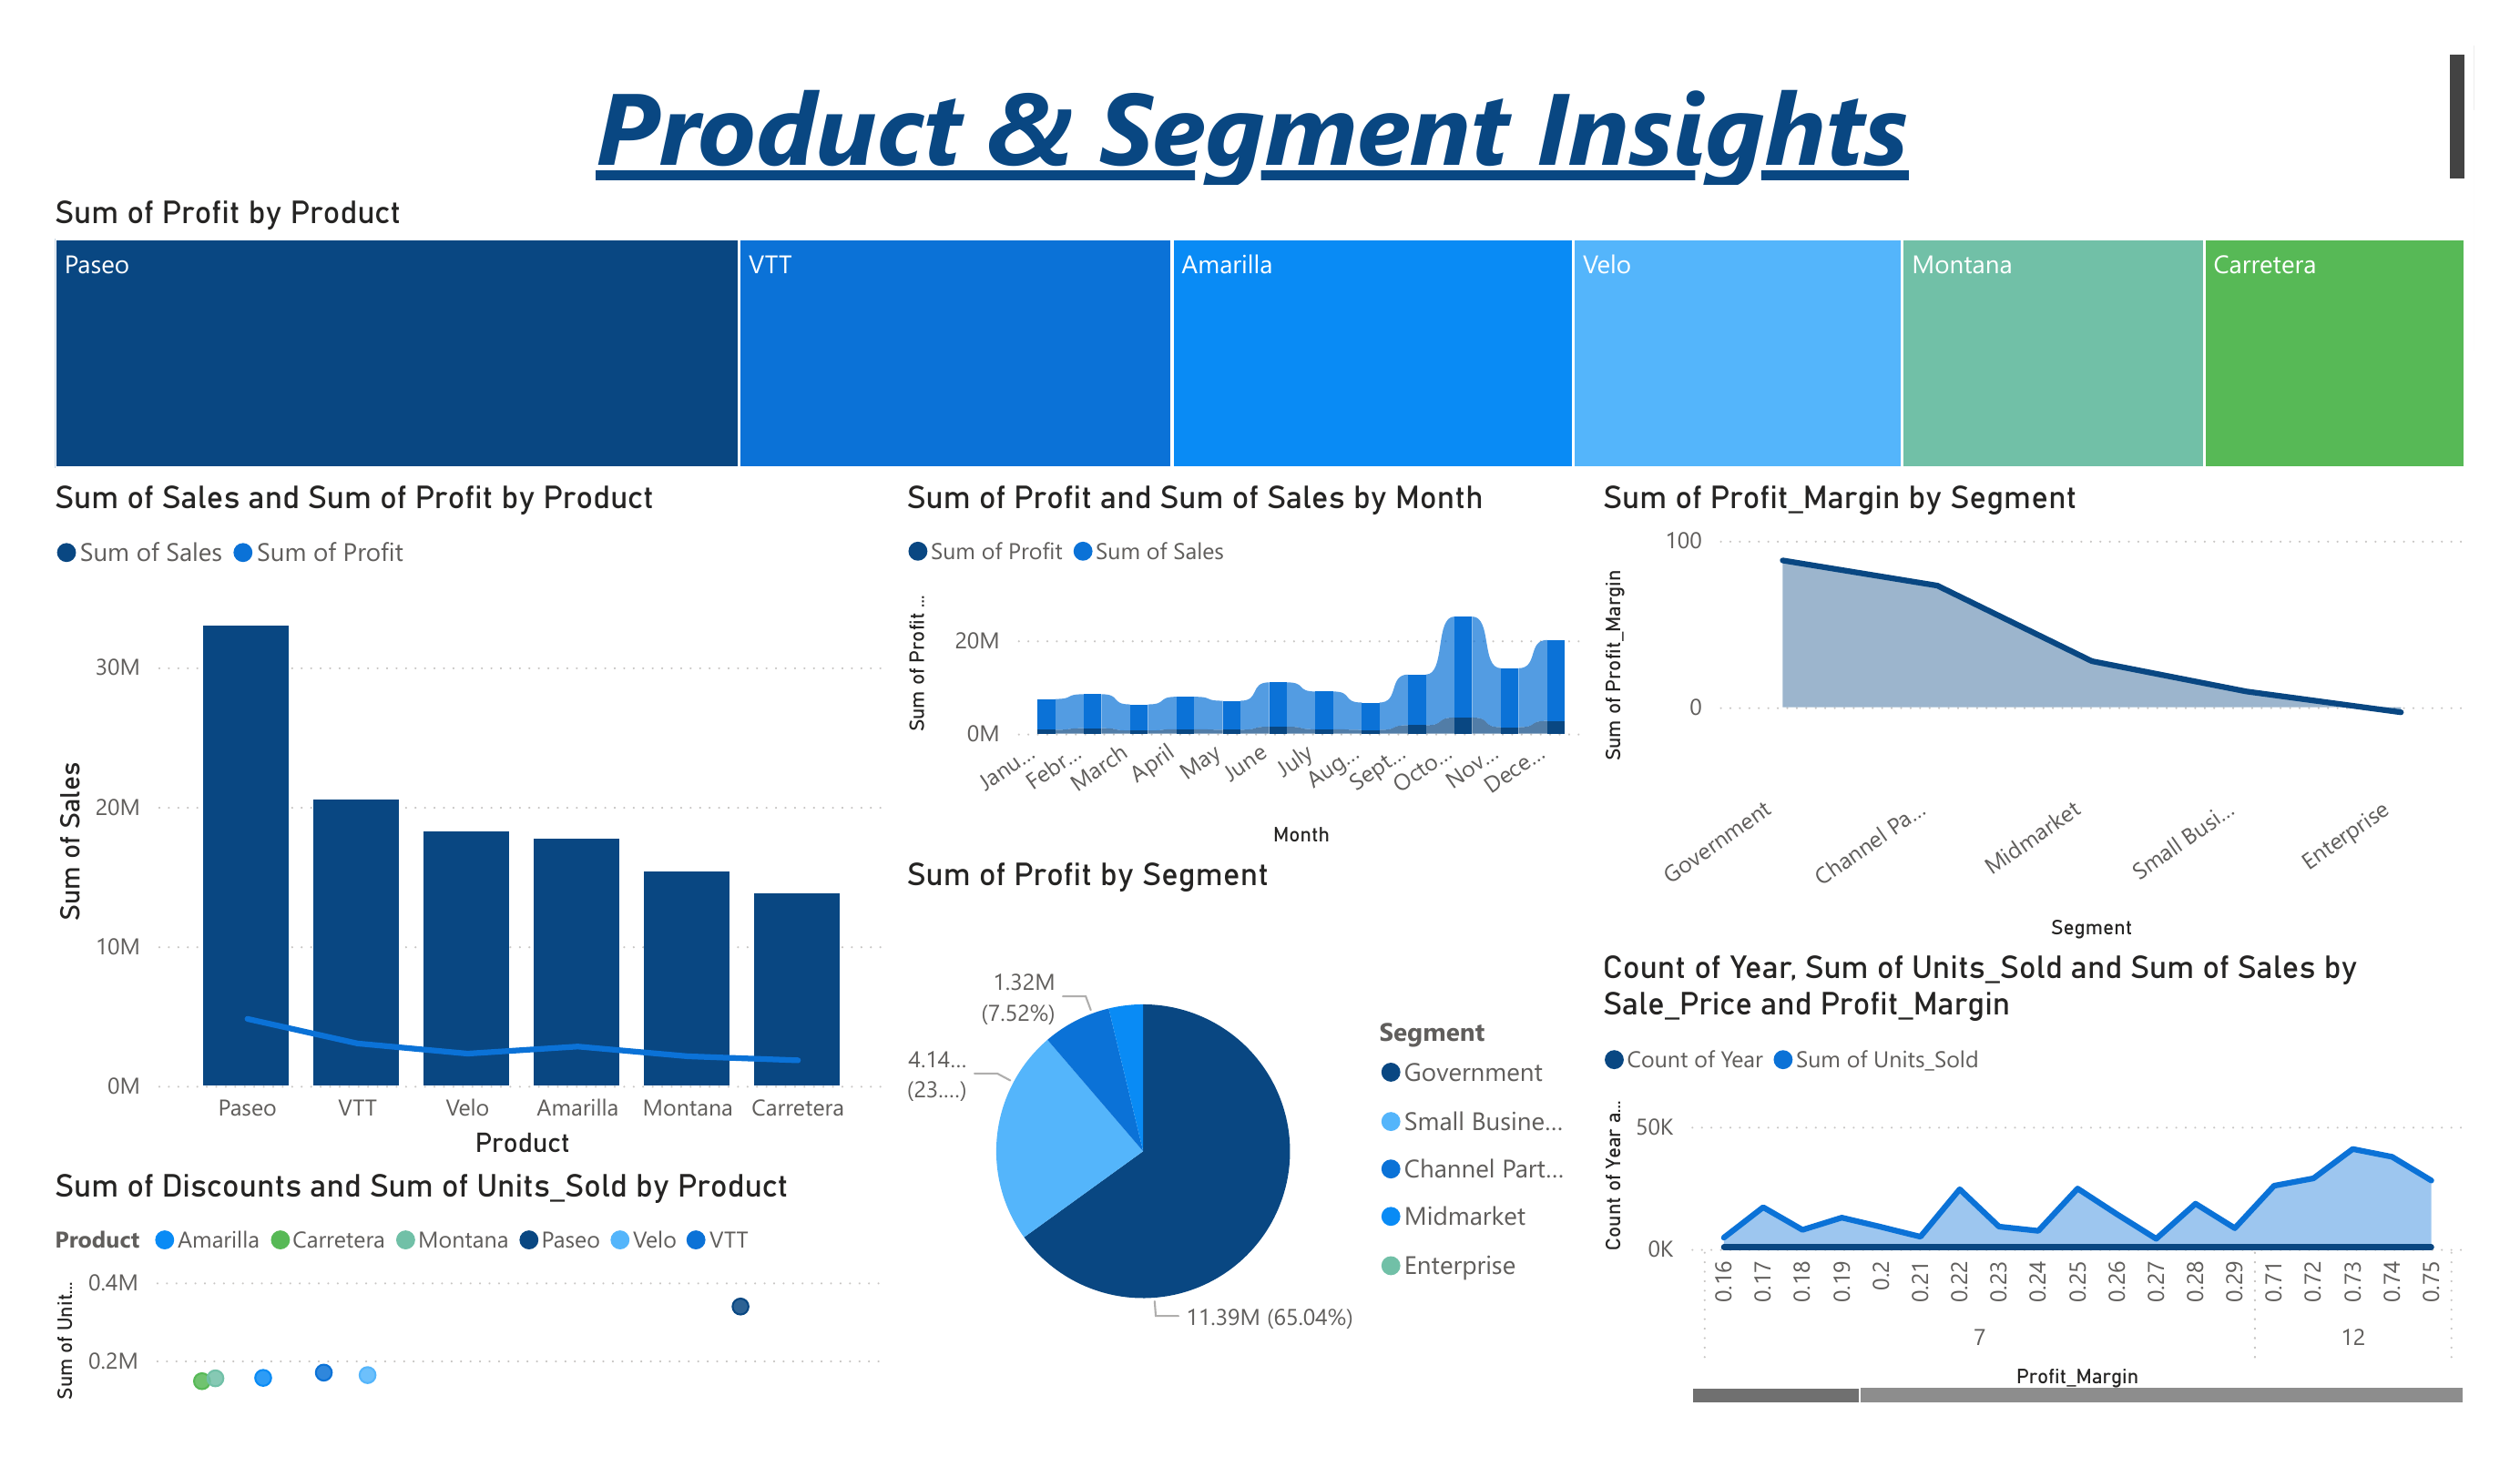 Product & Segment Insights
Sum of Profit by Product
Paseo
VTT
Amarilla
Velo
Montana
Carretera
Sum of Sales and Sum of Profit by Product
Sum of Sales
Sum of Profit
Sum of Sales
30M
20M
10M
0M
Paseo
VTT
Velo
Amarilla
Montana
Carretera
Product
Sum of Discounts and Sum of Units_Sold by Product
Product
Amarilla
Carretera
Montana
Paseo
Velo
VTT
Sum of Unit...
0.4M
0.2M
Sum of Profit and Sum of Sales by Month
Sum of Profit
Sum of Sales
Sum of Profit ...
20M
0M
Janu...
Febr...
March
April
May
June
July
Aug...
Sept...
Octo...
Nov...
Dece...
Month
Sum of Profit by Segment
1.32M
(7.52%)
4.14...
(23....)
11.39M (65.04%)
Segment
Government
Small Busine...
Channel Part...
Midmarket
Enterprise
Sum of Profit_Margin by Segment
Sum of Profit_Margin
100
0
Government
Channel Pa...
Midmarket
Small Busi...
Enterprise
Segment
Count of Year, Sum of Units_Sold and Sum of Sales by
Sale_Price and Profit_Margin
Count of Year
Sum of Units_Sold
Count of Year a...
50K
0K
0.16
0.17
0.18
0.19
0.2
0.21
0.22
0.23
0.24
0.25
0.26
0.27
0.28
0.29
0.71
0.72
0.73
0.74
0.75
7
12
Profit_Margin